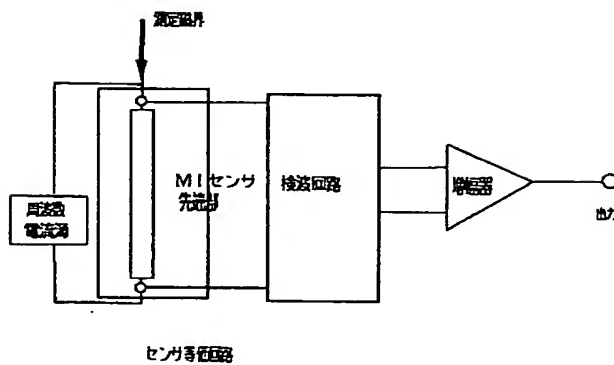 測定磁界
MIセンサ
先端部
検波回路
増幅器
周波数
電流源
出力
センサ等価回路